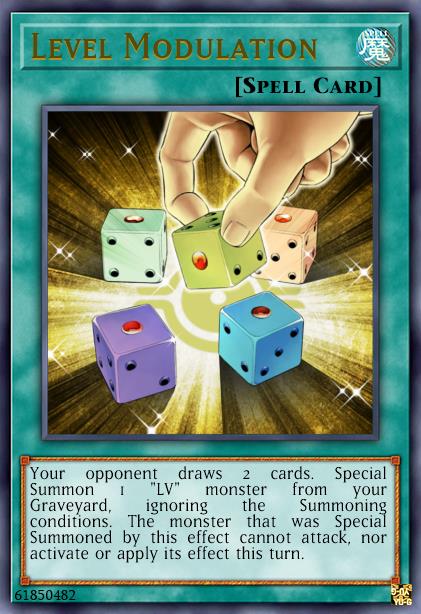 Level Modulation
SPELL
魔
[Spell Card]
Your opponent draws 2 cards. Special
Summon 1 "LV" monster from your
Graveyard, ignoring the Summoning
conditions. The monster that was Special
Summoned by this effect cannot attack, nor
activate or apply its effect this turn.
61850482